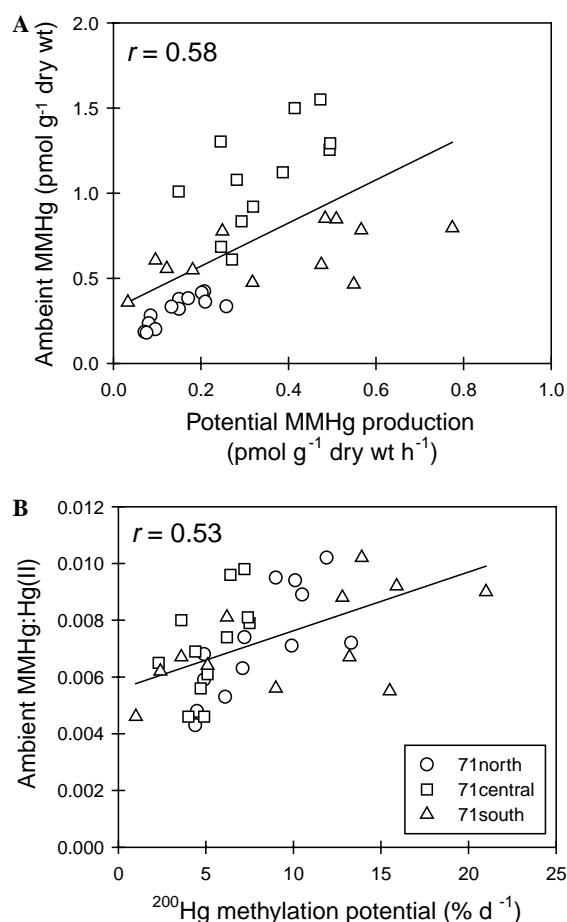 A
r = 0.58
2.0
1.5
1.0
0.5
0.0
Ambeint MMHg (pmol g⁻¹ dry wt)
0.0 0.2 0.4 0.6 0.8 1.0
Potential MMHg production
(pmol g⁻¹ dry wt h⁻¹)
B
r = 0.53
0.012
0.010
0.008
0.006
0.004
0.002
0.000
Ambient MMHg:Hg(II)
71north
71central
71south
0 5 10 15 20 25
²⁰⁰Hg methylation potential (% d⁻¹)